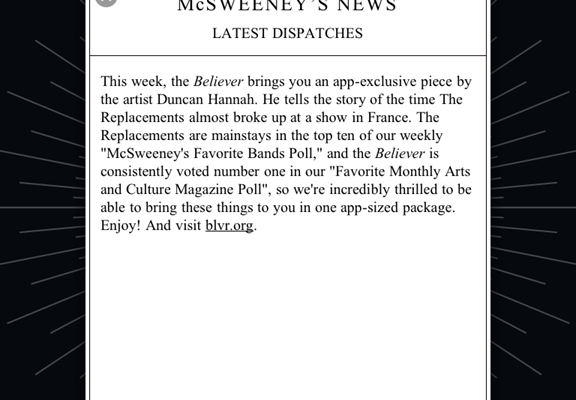 McSWEENEY'S NEWS
LATEST DISPATCHES
This week, the Believer brings you an app-exclusive piece by
the artist Duncan Hannah. He tells the story of the time The
Replacements almost broke up at a show in France. The
Replacements are mainstays in the top ten of our weekly
"McSweeney's Favorite Bands Poll," and the Believer is
consistently voted number one in our "Favorite Monthly Arts
and Culture Magazine Poll", so we're incredibly thrilled to be
able to bring these things to you in one app-sized package.
Enjoy! And visit blvr.org.